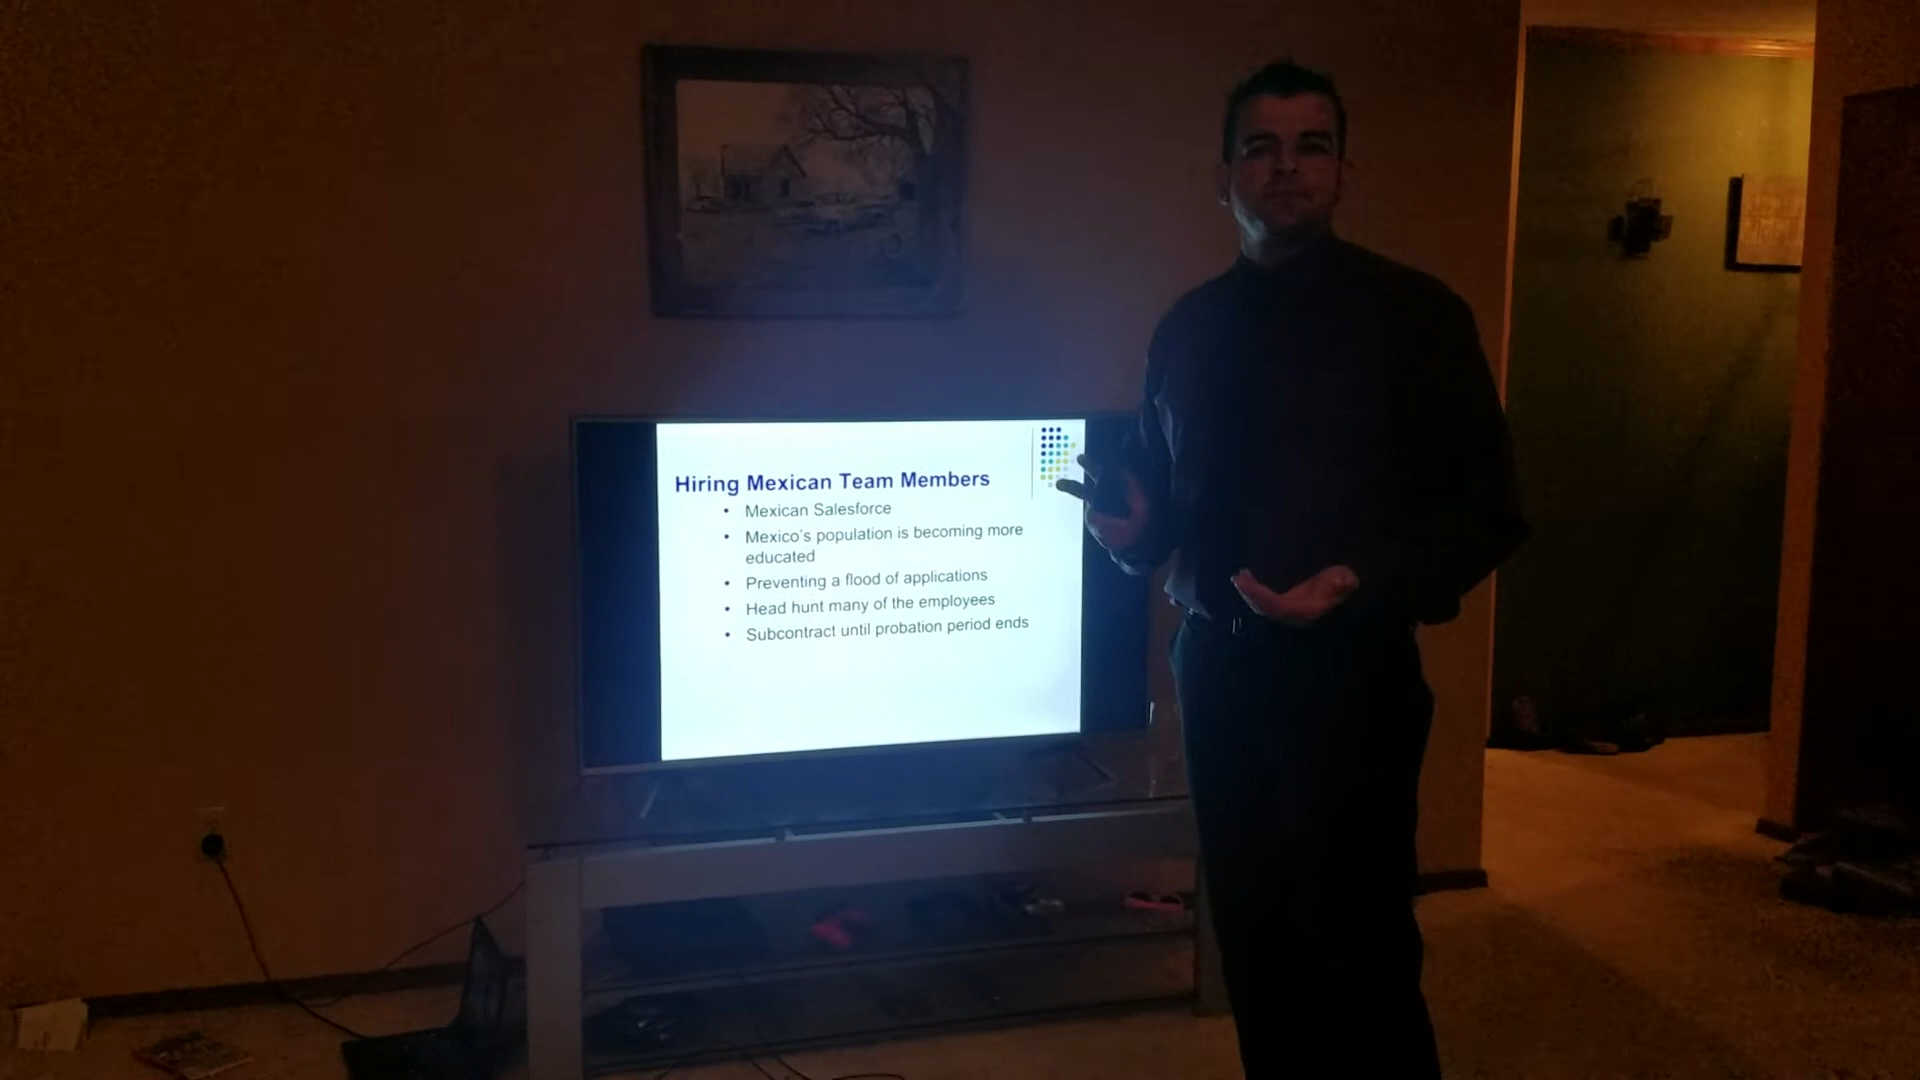 Hiring Mexican Team Members
• Mexican Salesforce
• Mexico's population is becoming more
educated
• Preventing a flood of applications
• Head hunt many of the employees
• Subcontract until probation period ends